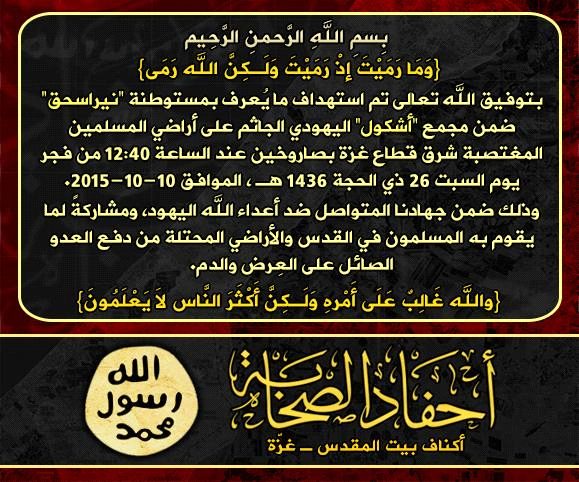 بِسمِ اللَّهِ الرَّحمنِ الرَّحِيمِ
{وَمَا رَمَيْتَ إِذْ رَمَيْتَ وَلَـكِنَّ اللَّه رَمَى}
بتوفيق اللَّه تعالى تم استهداف ما يُعرف بمستوطنة "نيراسحق"
ضمن مجمع "أشكول" اليهودي الجاثم على أراضي المسلمين
المغتصبة شرق قطاع غزة بصاروخين عند الساعة 12:40 من فجر
يوم السبت 26 ذي الحجة 1436 هـ ، الموافق 10-10-2015.
وذلك ضمن جهادنا المتواصل ضد أعداء اللَّه اليهود، ومشاركةً لما
يقوم به المسلمون في القدس والأراضي المحتلة من دفع العدو
الصائل على العِرض والدم.
{واللَّه غَالِبٌ عَلَى أَمْرِهِ وَلَـكِنَّ أَكْثَرَ النَّاسِ لاَ يَعْلَمُونَ}
أحفاد الصحابة
أكناف بيت المقدس – غزّة
الله
رسول
محمد